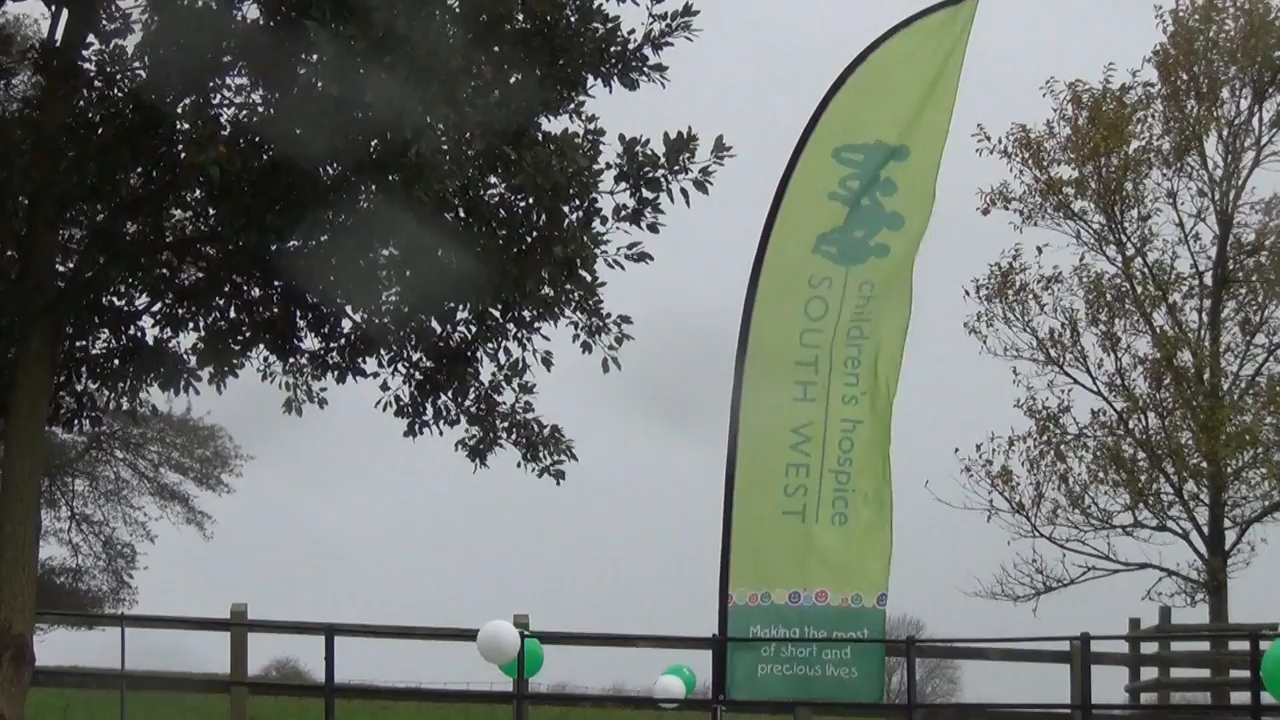 children's hospice
SOUTH WEST
Making the most
of short and
precious lives